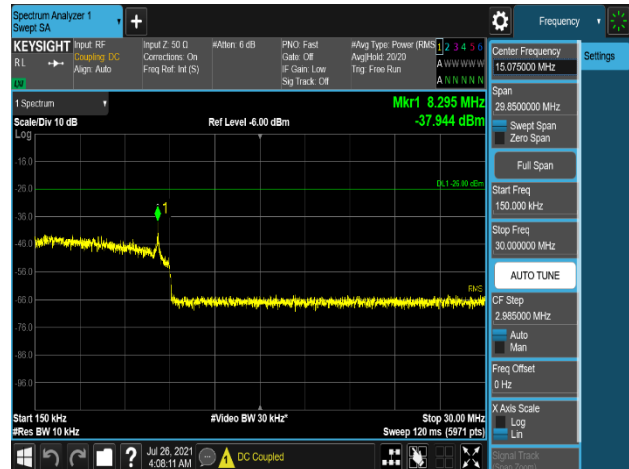 Spectrum Analyzer 1
Swept SA
Frequency
KEYSIGHT
Input: RF
Coupling: DC
Align: Auto
Input Z: 50 Ω
Corrections: On
Freq Ref: Int (S)
#Atten: 6 dB
PNO: Fast
Gate: Off
IF Gain: Low
Sig Track: Off
#Avg Type: Power (RMS
Avg|Hold: 20/20
Trig: Free Run
1 2 3 4 5 6
A W W W W W
A N N N N N
R L
LM
1 Spectrum
Scale/Div 10 dB
Log
Ref Level -6.00 dBm
Mkr1 8.295 MHz
-37.944 dBm
DL1 -26.00 dBm
1
RMS
-16.0
-26.0
-36.0
-46.0
-56.0
-66.0
-76.0
-86.0
-96.0
Start 150 kHz
#Res BW 10 kHz
#Video BW 30 kHz*
Stop 30.00 MHz
Sweep 120 ms (5971 pts)
?
Jul 26, 2021
4:08:11 AM
DC Coupled
Center Frequency
15.075000 MHz
Settings
Span
29.8500000 MHz
Swept Span
Zero Span
Full Span
Start Freq
150.000 kHz
Stop Freq
30.000000 MHz
AUTO TUNE
CF Step
2.985000 MHz
Auto
Man
Freq Offset
0 Hz
X Axis Scale
Log
Lin
Signal Track
(Span Zoom)